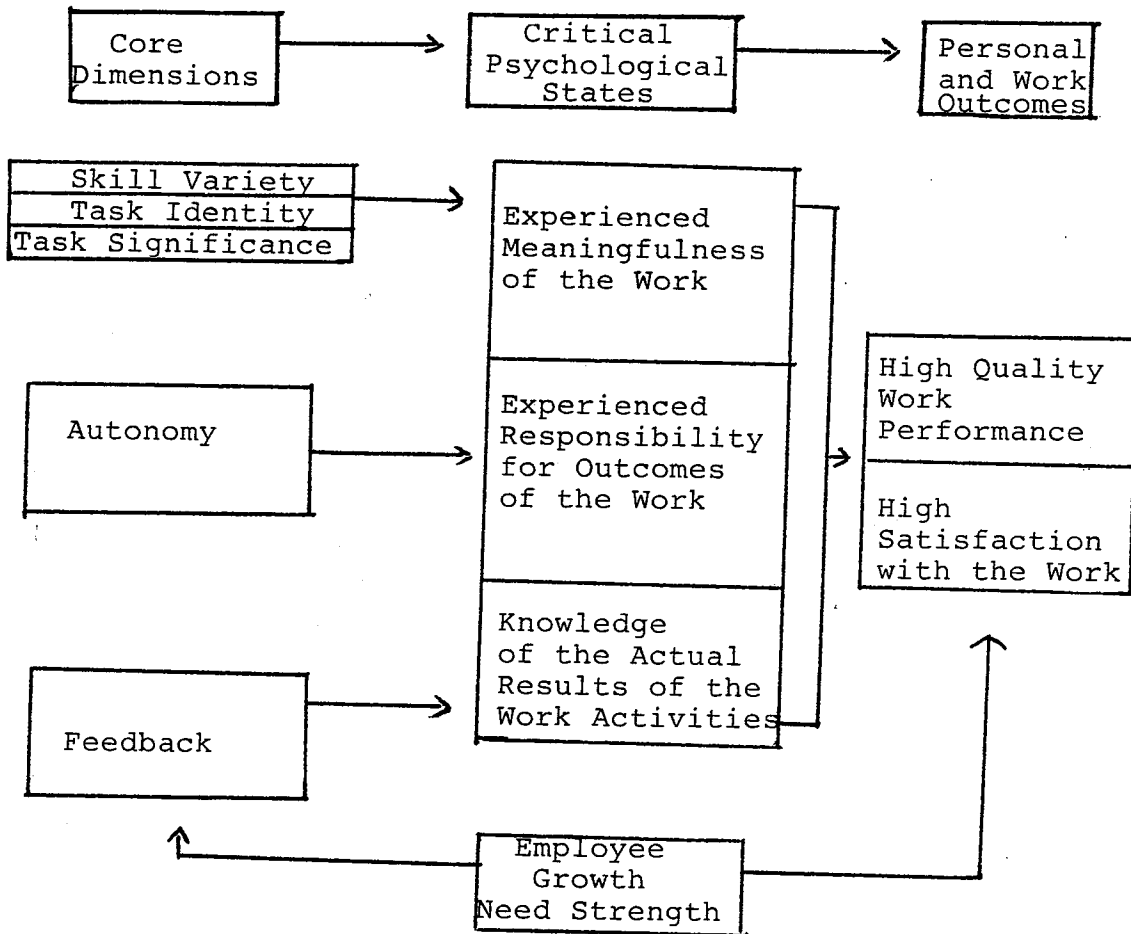 Core
Dimensions
Critical
Psychological
States
Personal
and Work
Outcomes
Skill Variety
Task Identity
Task Significance
Experienced
Meaningfulness
of the Work
Autonomy
Experienced
Responsibility
for Outcomes
of the Work
Feedback
Knowledge
of the Actual
Results of the
Work Activities
High Quality
Work
Performance
High
Satisfaction
with the Work
Employee
Growth
Need Strength